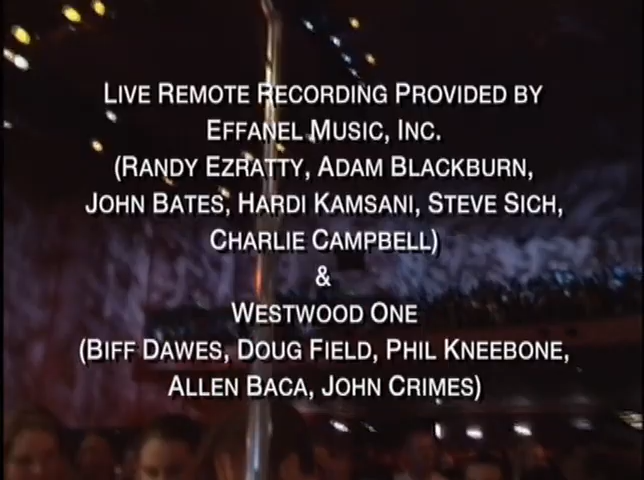 LIVE REMOTE RECORDING PROVIDED BY
EFFANEL MUSIC, INC.
(RANDY EZRATTY, ADAM BLACKBURN,
JOHN BATES, HARDI KAMSANI, STEVE SICH,
CHARLIE CAMPBELL)
&
WESTWOOD ONE
(BIFF DAWES, DOUG FIELD, PHIL KNEEBONE,
ALLEN BACA, JOHN CRIMES)